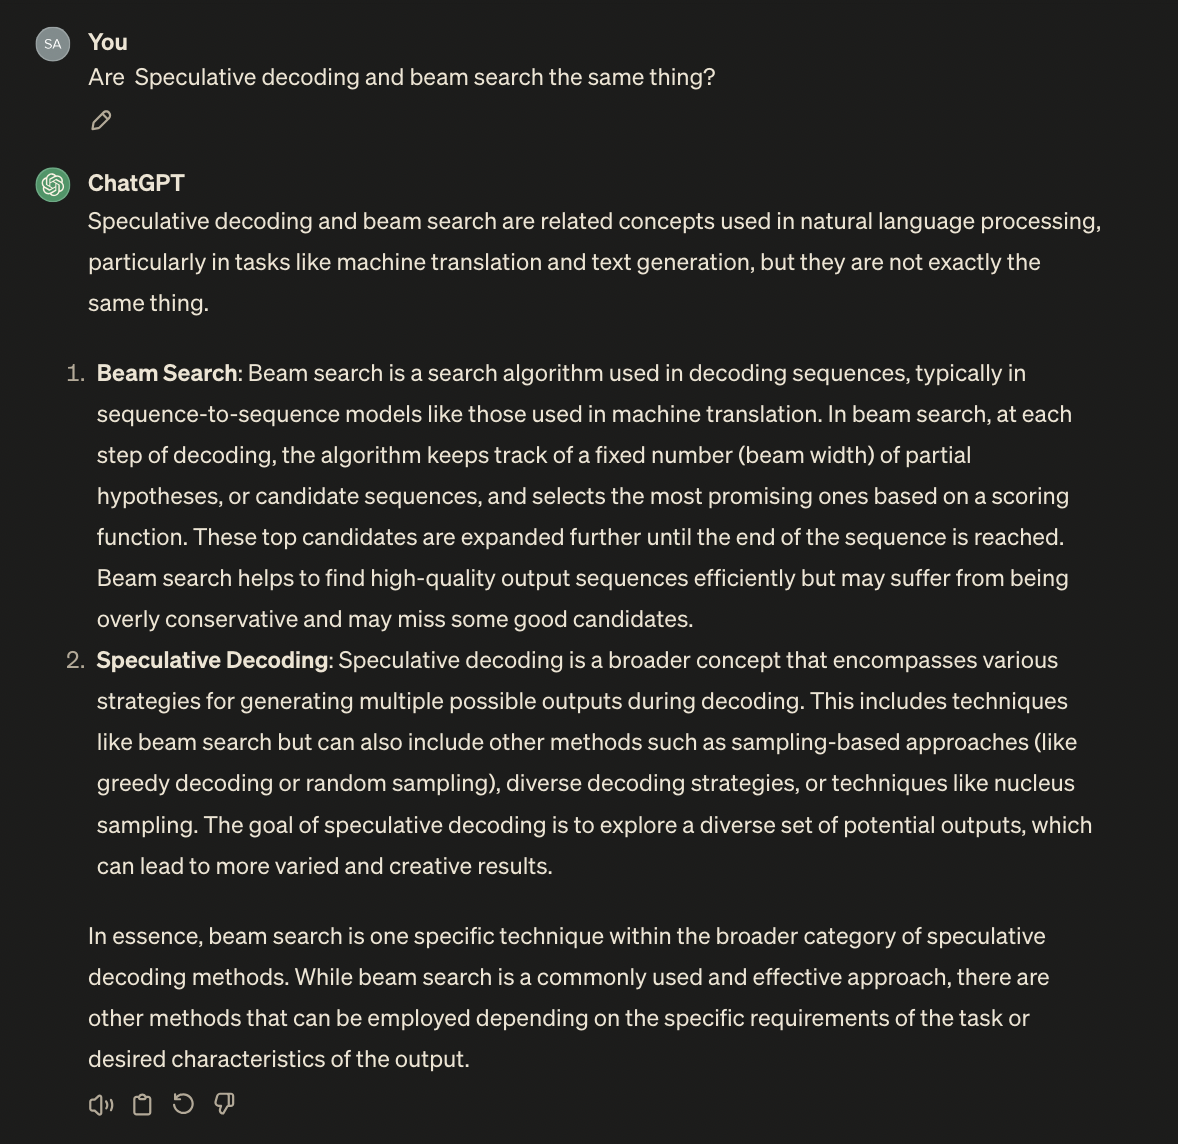 SA
You
Are  Speculative decoding and beam search the same thing?
ChatGPT
Speculative decoding and beam search are related concepts used in natural language processing,
particularly in tasks like machine translation and text generation, but they are not exactly the
same thing.
1. Beam Search: Beam search is a search algorithm used in decoding sequences, typically in
sequence-to-sequence models like those used in machine translation. In beam search, at each
step of decoding, the algorithm keeps track of a fixed number (beam width) of partial
hypotheses, or candidate sequences, and selects the most promising ones based on a scoring
function. These top candidates are expanded further until the end of the sequence is reached.
Beam search helps to find high-quality output sequences efficiently but may suffer from being
overly conservative and may miss some good candidates.
2. Speculative Decoding: Speculative decoding is a broader concept that encompasses various
strategies for generating multiple possible outputs during decoding. This includes techniques
like beam search but can also include other methods such as sampling-based approaches (like
greedy decoding or random sampling), diverse decoding strategies, or techniques like nucleus
sampling. The goal of speculative decoding is to explore a diverse set of potential outputs, which
can lead to more varied and creative results.
In essence, beam search is one specific technique within the broader category of speculative
decoding methods. While beam search is a commonly used and effective approach, there are
other methods that can be employed depending on the specific requirements of the task or
desired characteristics of the output.